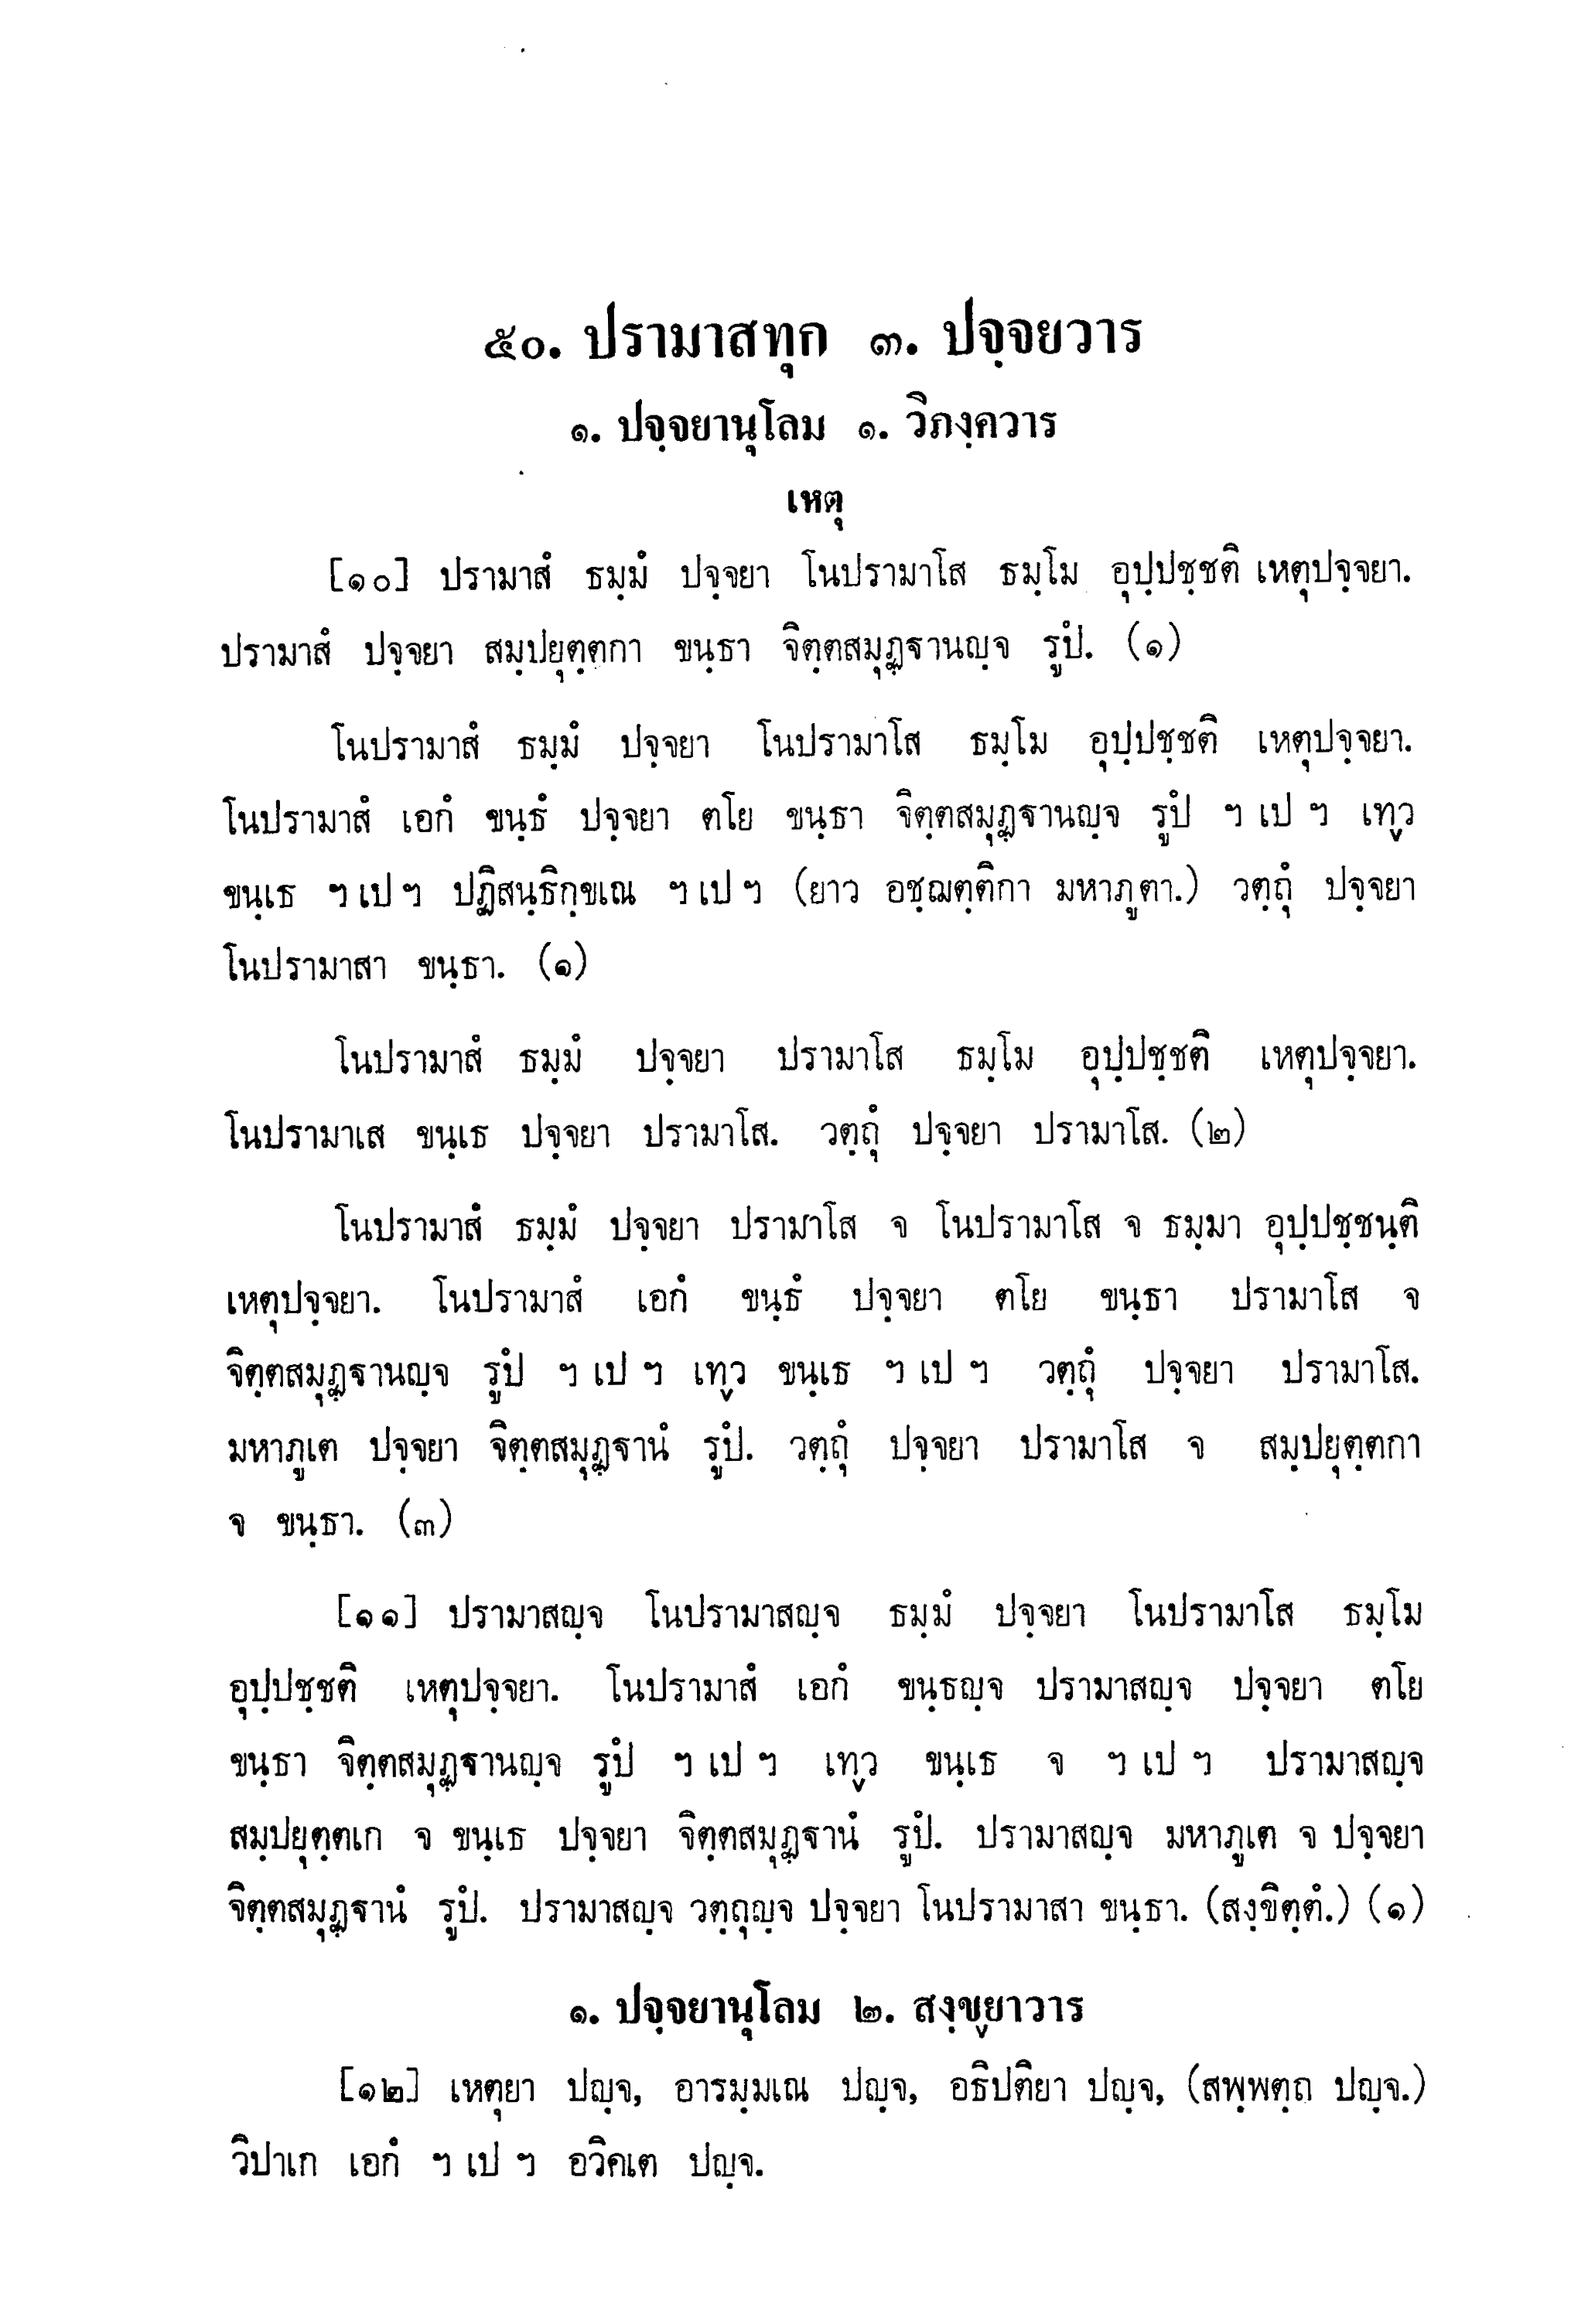 ๕๐. ปรามาสทุก ๓. ปจฺจยวาร
๑. ปจฺจยานุโลม ๑. วิภงฺควาร
เหตุ
[๑๐] ปรามาสํ ธมฺมํ ปจฺจยา โนปรามาโส ธมฺโม อุปฺปชฺชติ เหตุปจฺจยา.
ปรามาสํ ปจฺจยา สมฺปยุตฺตกา ขนฺธา จิตฺตสมุฏฺฐานญฺจ รูปํ. (๑)
โนปรามาสํ ธมฺมํ ปจฺจยา โนปรามาโส ธมฺโม อุปฺปชฺชติ เหตุปจฺจยา.
โนปรามาสํ เอกํ ขนฺธํ ปจฺจยา ตโย ขนฺธา จิตฺตสมุฏฺฐานญฺจ รูปํ ฯ เป ฯ เทฺว
ขนฺเธ ฯ เป ฯ ปฏิสนฺธิกฺขเณ ฯ เป ฯ (ยาว อชฺฌตฺติกา มหาภูตา.) วตฺถุํ ปจฺจยา
โนปรามาสา ขนฺธา. (๑)
โนปรามาสํ ธมฺมํ ปจฺจยา ปรามาโส ธมฺโม อุปฺปชฺชติ เหตุปจฺจยา.
โนปรามาเส ขนฺเธ ปจฺจยา ปรามาโส. วตฺถุํ ปจฺจยา ปรามาโส. (๒)
โนปรามาสํ ธมฺมํ ปจฺจยา ปรามาโส จ โนปรามาโส จ ธมฺมา อุปฺปชฺชนฺติ
เหตุปจฺจยา. โนปรามาสํ เอกํ ขนฺธํ ปจฺจยา ตโย ขนฺธา ปรามาโส จ
จิตฺตสมุฏฺฐานญฺจ รูปํ ฯ เป ฯ เทฺว ขนฺเธ ฯ เป ฯ วตฺถุํ ปจฺจยา ปรามาโส.
มหาภูเต ปจฺจยา จิตฺตสมุฏฺฐานํ รูปํ. วตฺถุํ ปจฺจยา ปรามาโส จ สมฺปยุตฺตกา
จ ขนฺธา. (๓)
[๑๑] ปรามาสญฺจ โนปรามาสญฺจ ธมฺมํ ปจฺจยา โนปรามาโส ธมฺโม
อุปฺปชฺชติ เหตุปจฺจยา. โนปรามาสํ เอกํ ขนฺธญฺจ ปรามาสญฺจ ปจฺจยา ตโย
ขนฺธา จิตฺตสมุฏฺฐานญฺจ รูปํ ฯ เป ฯ เทฺว ขนฺเธ จ ฯ เป ฯ ปรามาสญฺจ
สมฺปยุตฺตเก จ ขนฺเธ ปจฺจยา จิตฺตสมุฏฺฐานํ รูปํ. ปรามาสญฺจ มหาภูเต จ ปจฺจยา
จิตฺตสมุฏฺฐานํ รูปํ. ปรามาสญฺจ วตฺถุญฺจ ปจฺจยา โนปรามาสา ขนฺธา. (สงฺขิตฺตํ.) (๑)
๑. ปจฺจยานุโลม ๒. สงฺขฺยาวาร
[๑๒] เหตุยา ปญฺจ, อารมฺมเณ ปญฺจ, อธิปติยา ปญฺจ, (สพฺพตฺถ ปญฺจ.)
วิปาเก เอกํ ฯ เป ฯ อวิคเต ปญฺจ.